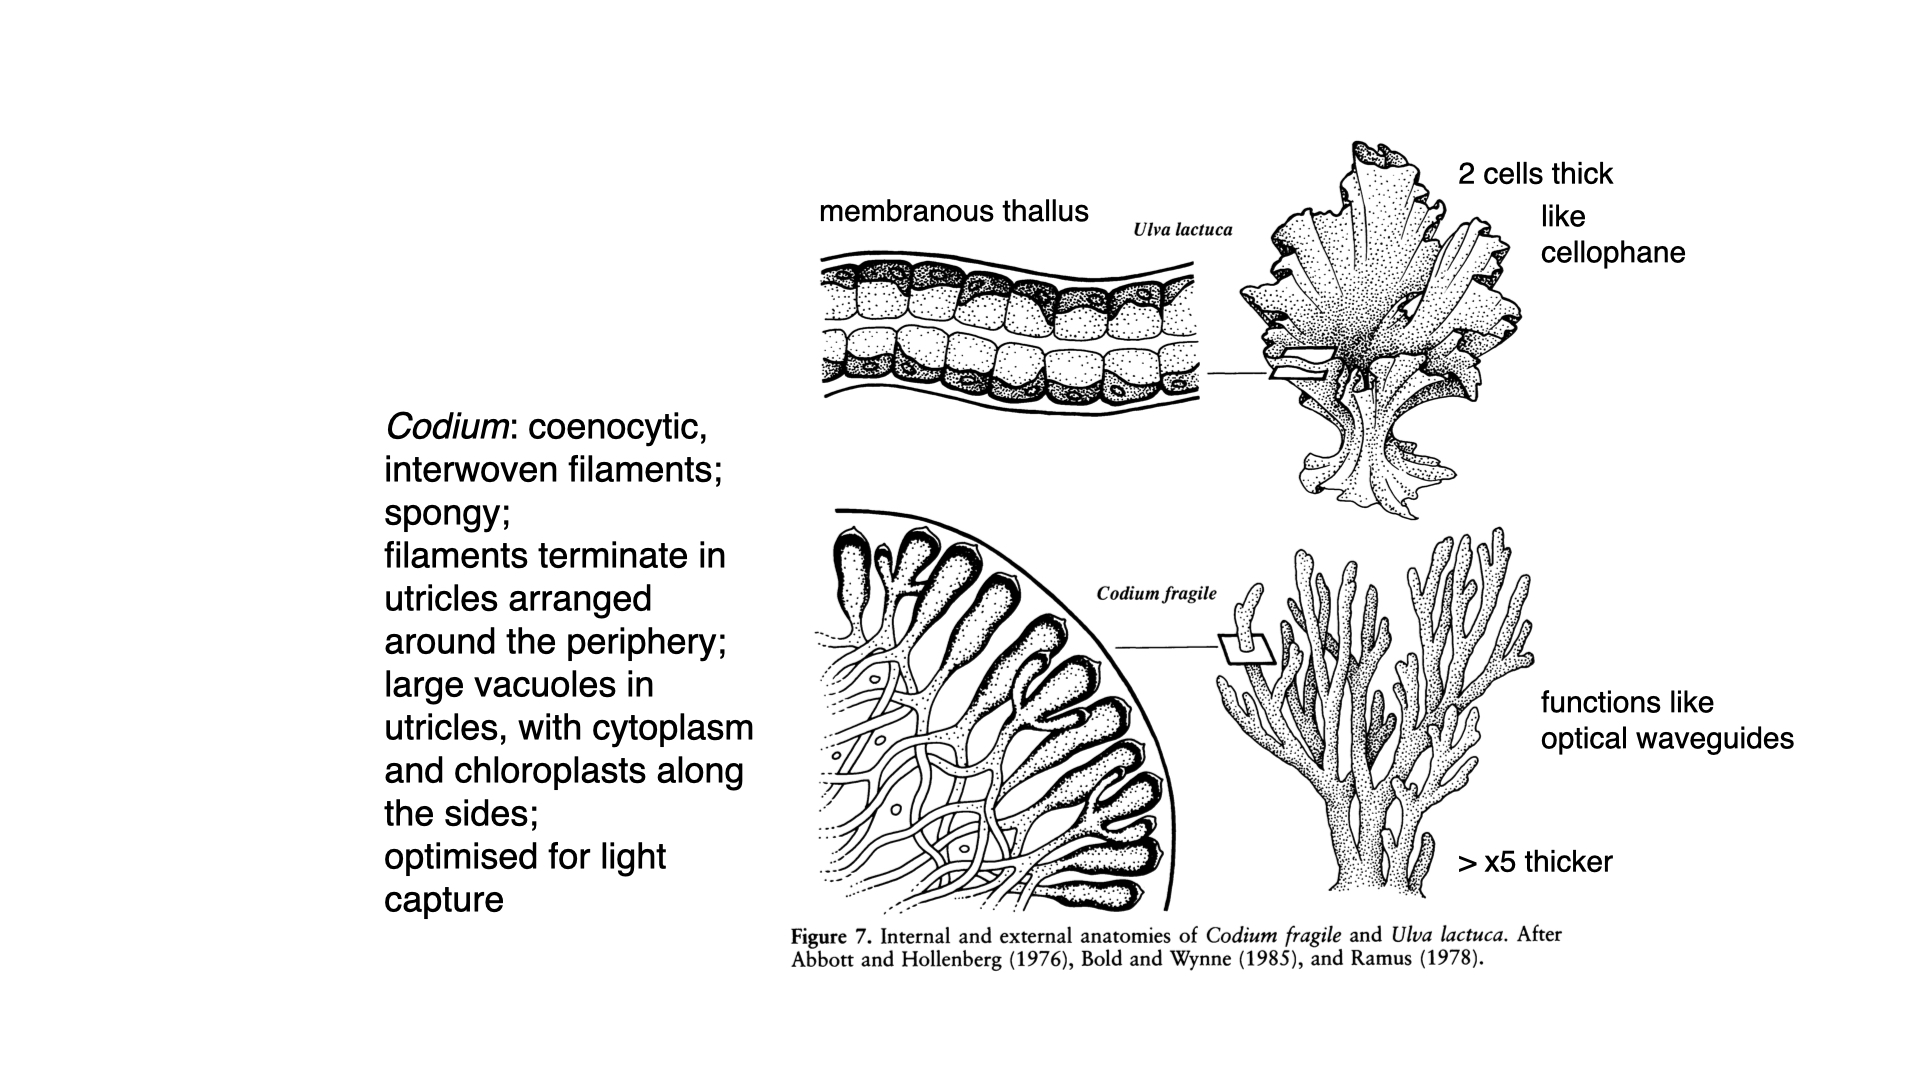 2 cells thick
membranous thallus
like
Ulva lactuca
cellophane
Codium: coenocytic,
interwoven filaments;
spongy;
filaments terminate in
utricles arranged
around the periphery;
large vacuoles in
utricles, with cytoplasm
and chloroplasts along
the sides;
optimised for light
capture
Codium fragile
functions like
optical waveguides
> x5 thicker
Figure 7. Internal and external anatomies of Codium fragile and Ulva lactuca. After
Abbott and Hollenberg (1976), Bold and Wynne (1985), and Ramus (1978).